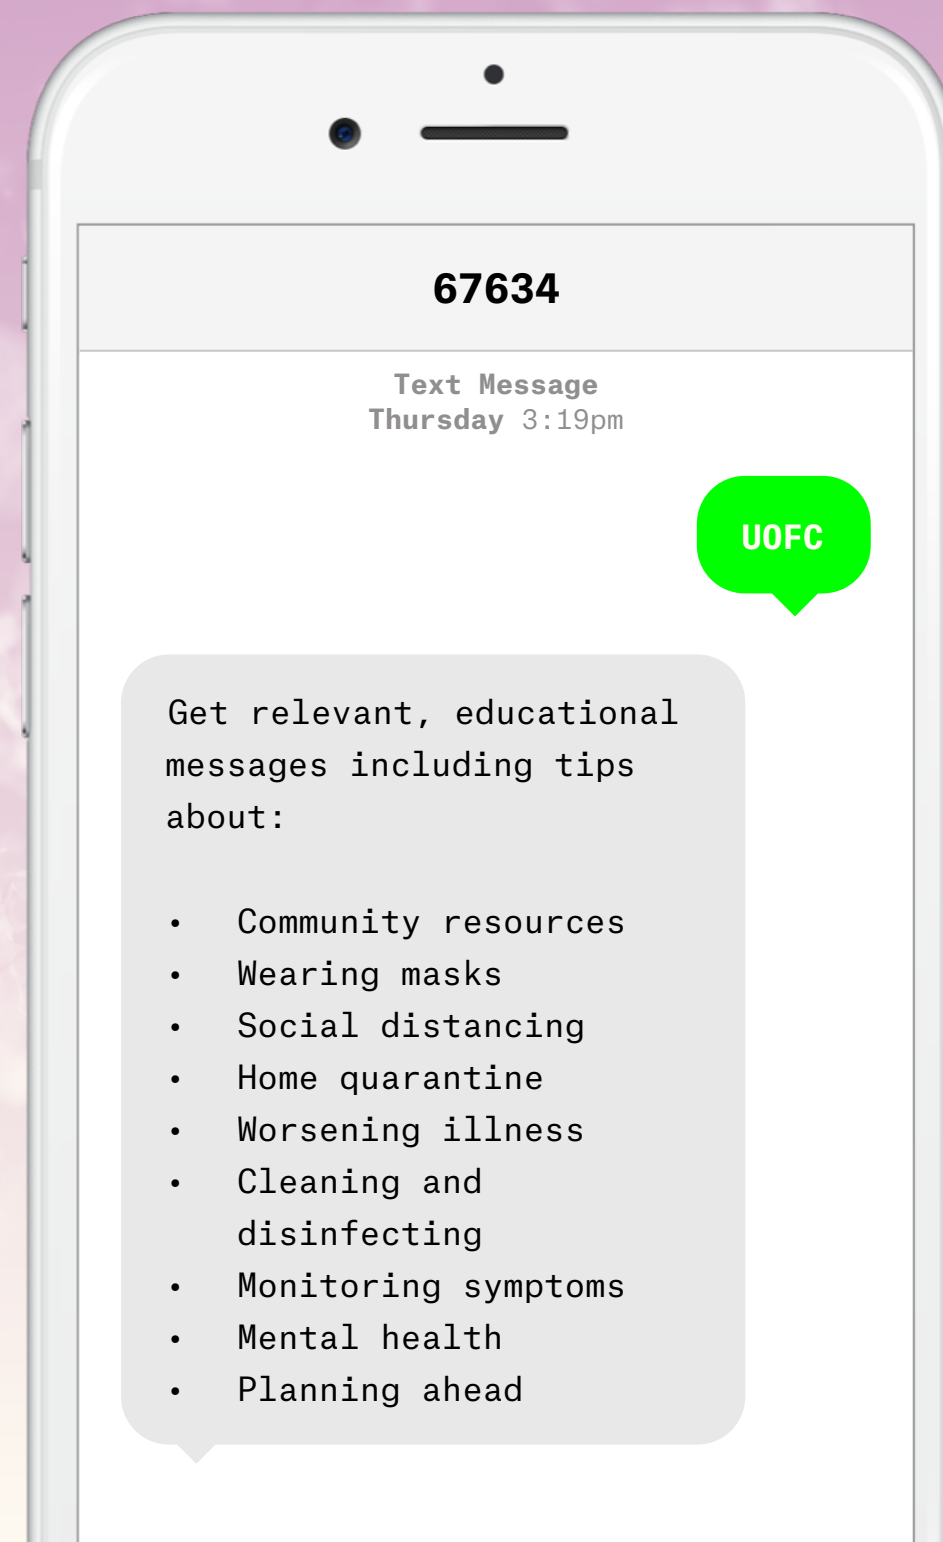 67634
Text Message
Thursday 3:19pm
UOFC
Get relevant, educational
messages including tips
about:
• Community resources
• Wearing masks
• Social distancing
• Home quarantine
• Worsening illness
• Cleaning and
disinfecting
• Monitoring symptoms
• Mental health
• Planning ahead